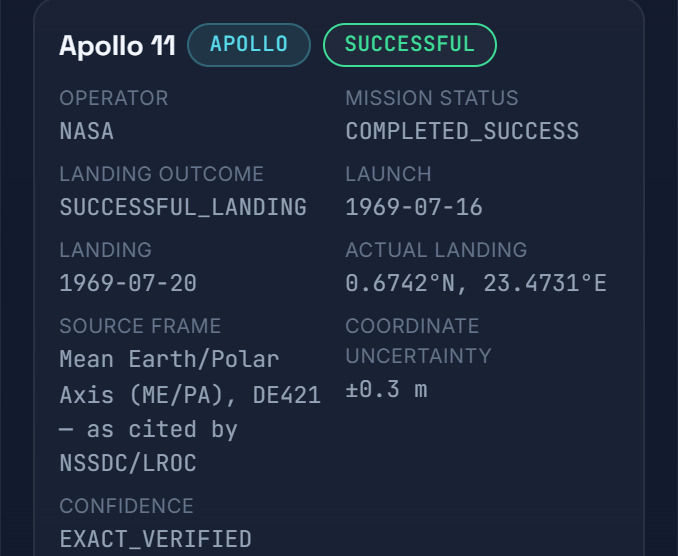 Apollo 11 APOLLO SUCCESSFUL
OPERATOR
NASA
MISSION STATUS
COMPLETED_SUCCESS
LANDING OUTCOME
SUCCESSFUL_LANDING
LAUNCH
1969-07-16
LANDING
1969-07-20
ACTUAL LANDING
0.6742°N, 23.4731°E
SOURCE FRAME
Mean Earth/Polar
Axis (ME/PA), DE421
— as cited by
NSSDC/LROC
COORDINATE
UNCERTAINTY
±0.3 m
CONFIDENCE
EXACT_VERIFIED